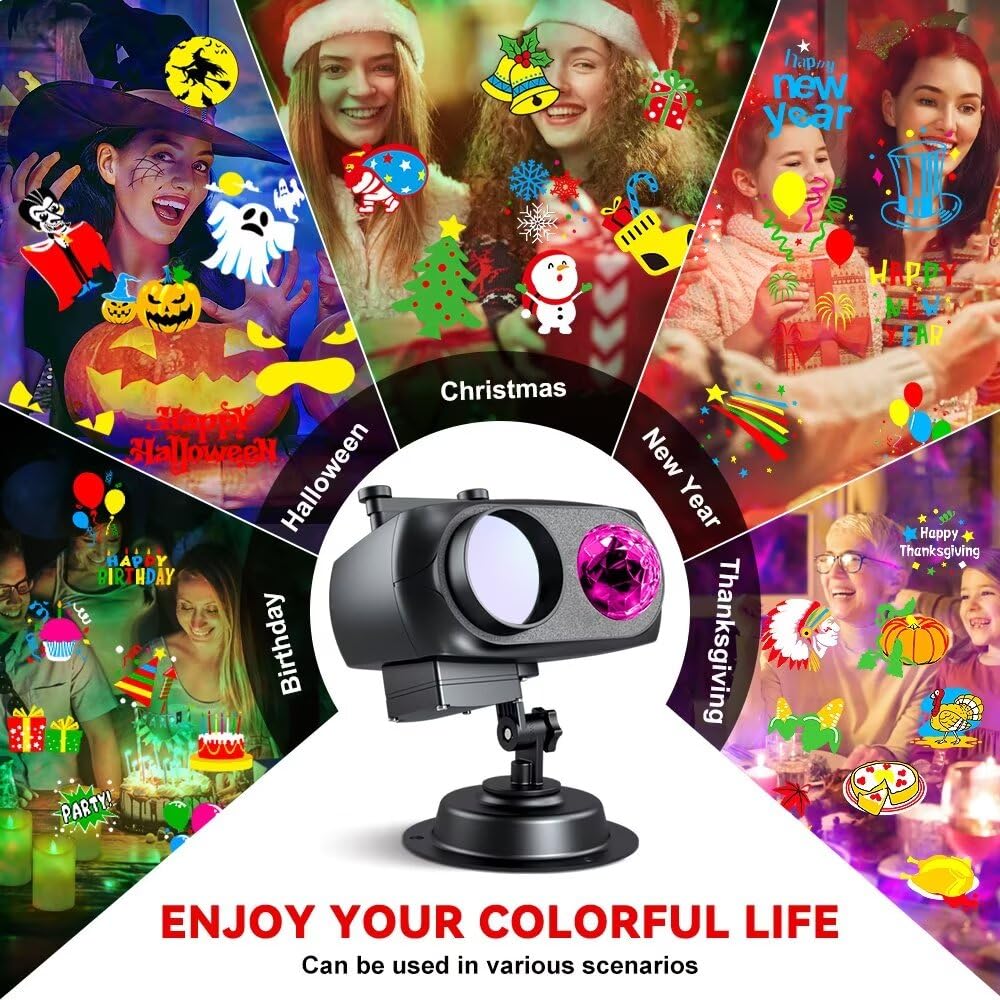 happy
new
year
HAPPY
NEW
YEAR
Happy
Halloween
Christmas
Halloween
New Year
Birthday
Thanksgiving
HAPPY
BIRTHDAY
PARTY!
Happy
Thanksgiving
ENJOY YOUR COLORFUL LIFE
Can be used in various scenarios